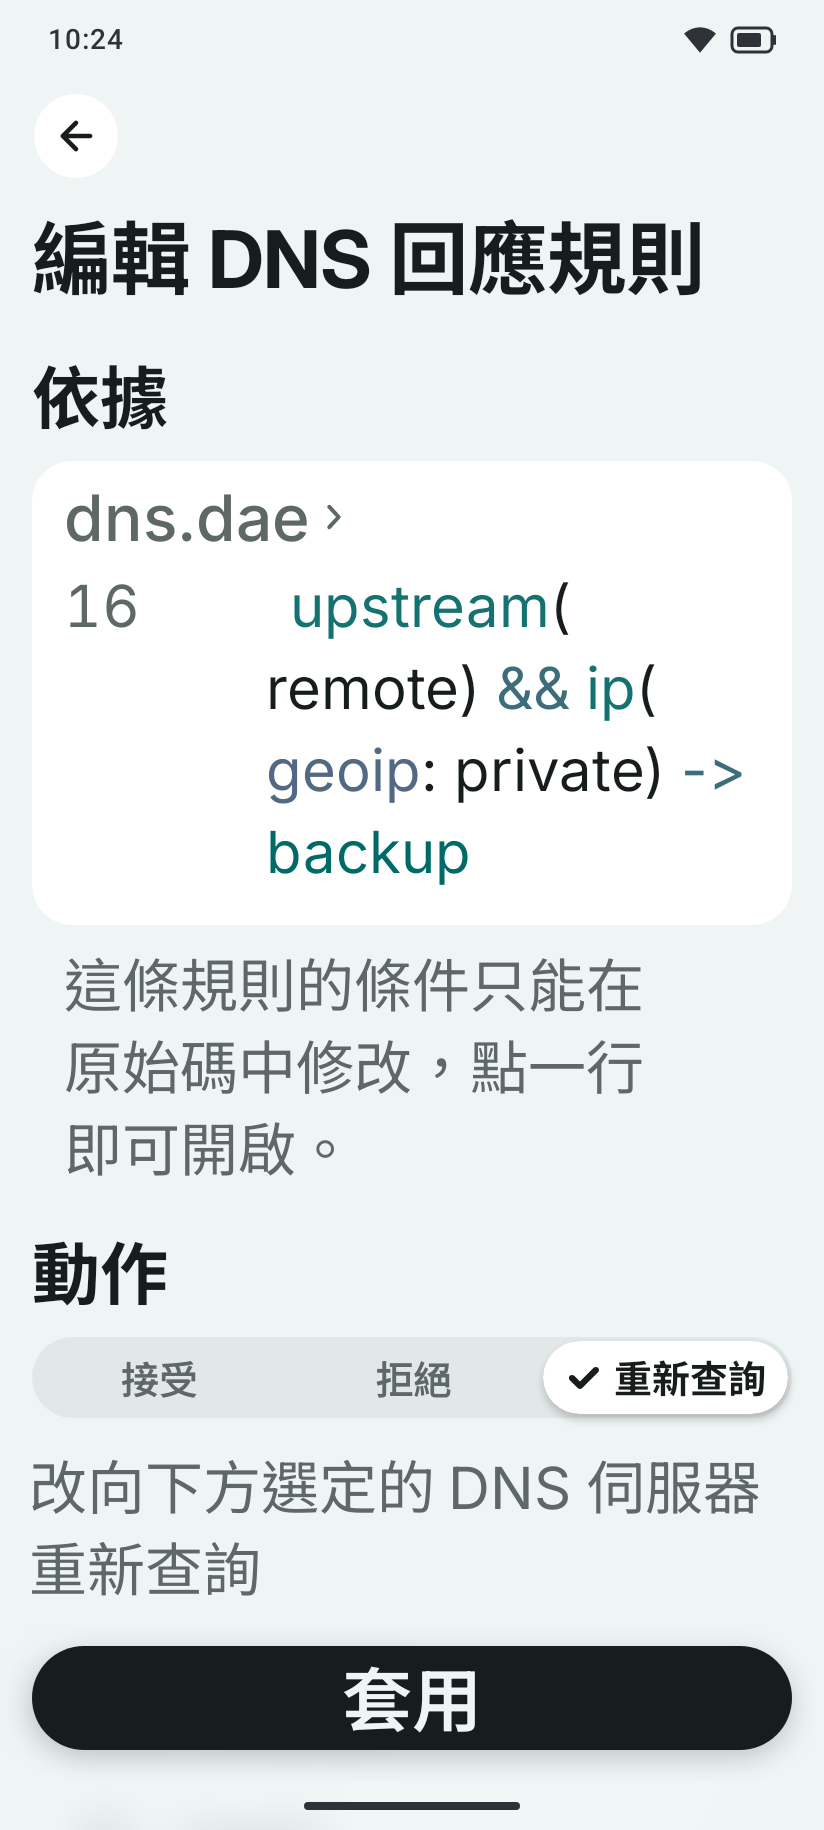 10:24
編輯 DNS 回應規則
依據
dns.dae ›
16 upstream(
remote) && ip(
geoip: private) ->
backup
這條規則的條件只能在
原始碼中修改，點一行
即可開啟。
動作
接受 拒絕 重新查詢
改向下方選定的 DNS 伺服器
重新查詢
套用